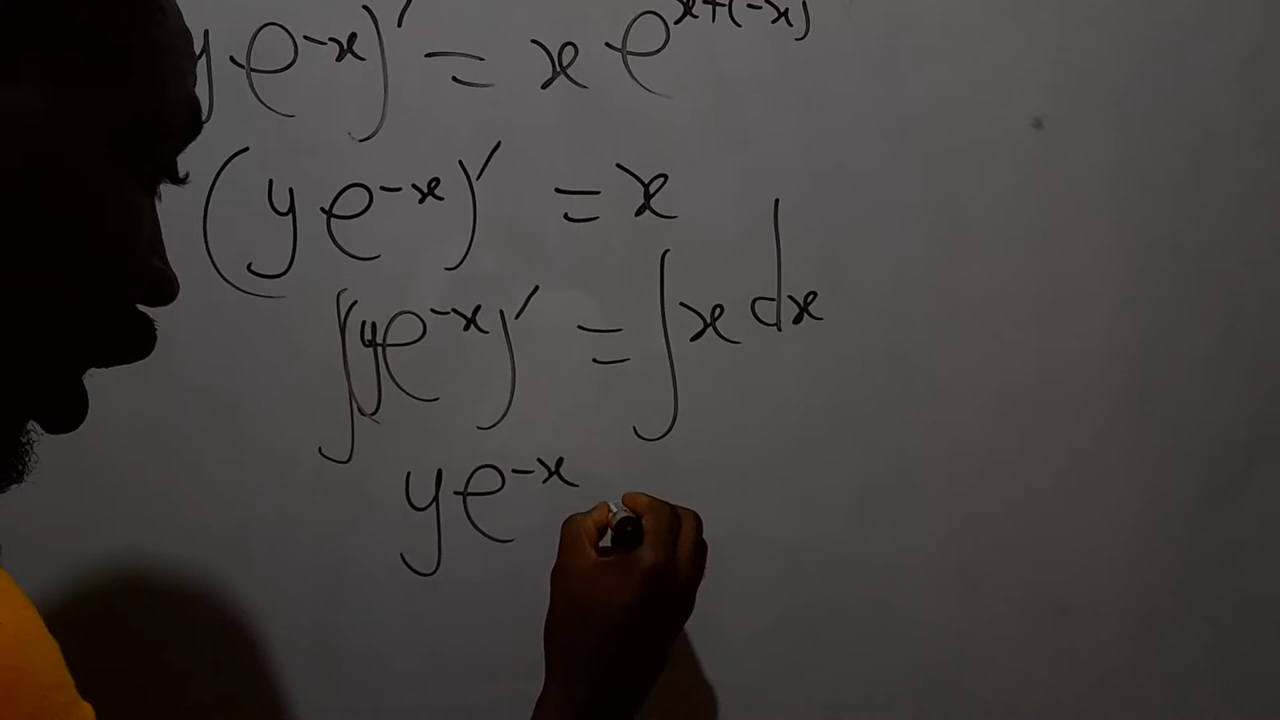 ye⁻ˣ)′ = xe^{x+(-x)}
(ye⁻ˣ)′ = x
∫ye⁻ˣ)′ = ∫x dx
ye⁻ˣ